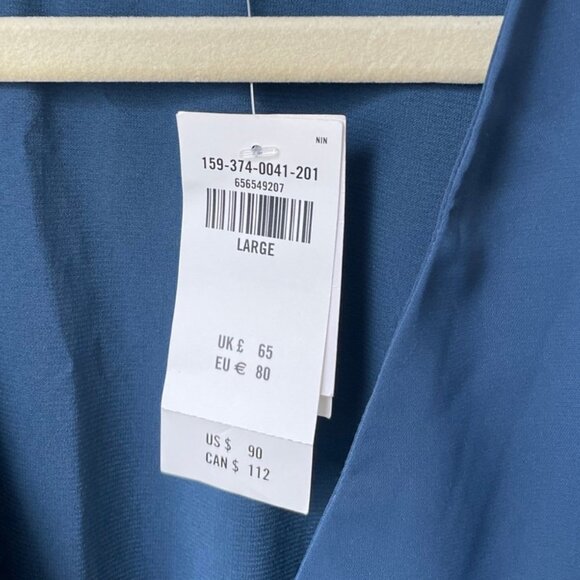 NIN
159-374-0041-201
656549207
LARGE
UK £ 65
EU € 80
US $ 90
CAN $ 112